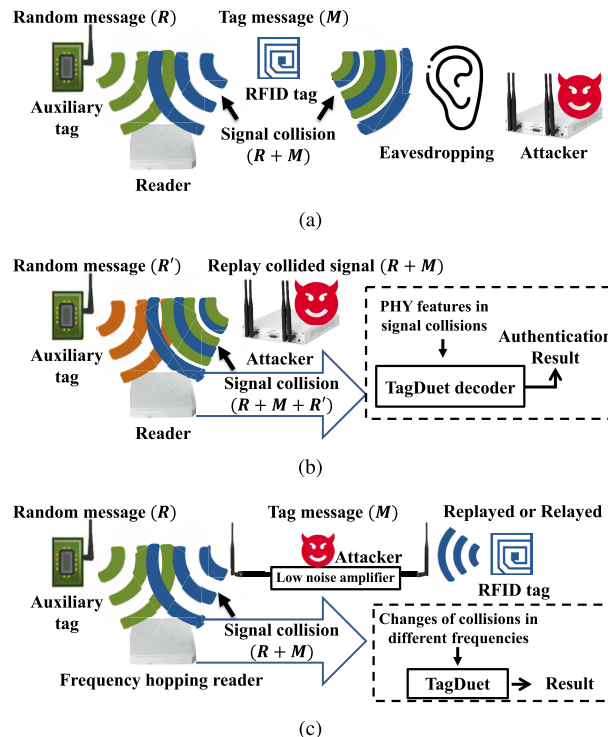 Random message (R)
Tag message (M)
Auxiliary
tag
RFID tag
Signal collision
(R + M)
Reader
Eavesdropping
Attacker
(a)
Random message (R′)
Replay collided signal (R + M)
Auxiliary
tag
Attacker
Signal collision
(R + M + R′)
Reader
PHY features in
signal collisions
Authentication
Result
TagDuet decoder
(b)
Random message (R)
Tag message (M)
Replayed or Relayed
Attacker
Low noise amplifier
Auxiliary
tag
RFID tag
Signal collision
(R + M)
Frequency hopping reader
Changes of collisions in
different frequencies
TagDuet
Result
(c)